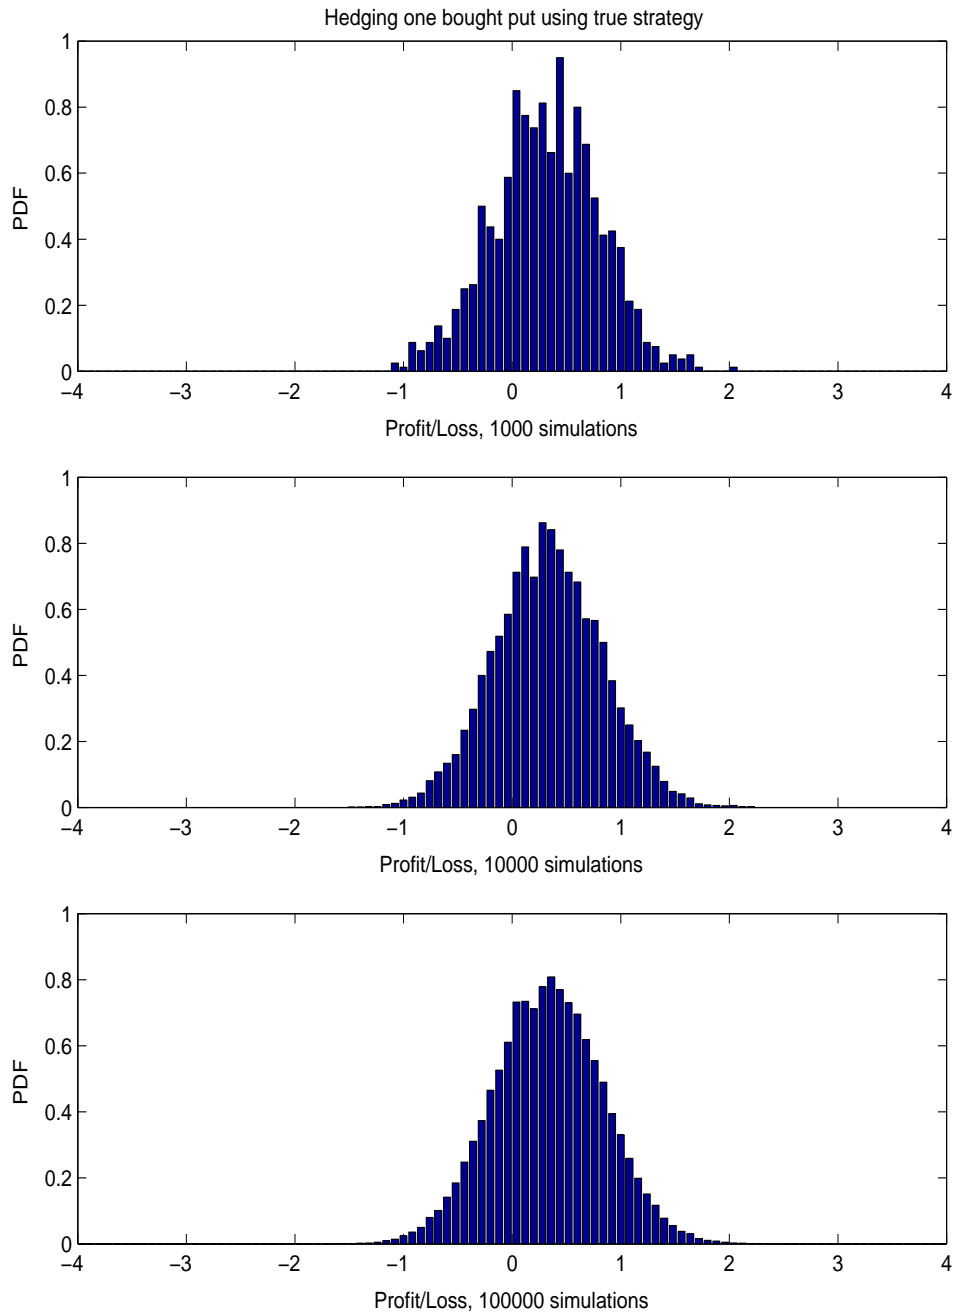 Hedging one bought put using true strategy
1
0.8
0.6
PDF
0.4
0.2
0
−4 −3 −2 −1 0 1 2 3 4
Profit/Loss, 1000 simulations
1
0.8
0.6
PDF
0.4
0.2
0
−4 −3 −2 −1 0 1 2 3 4
Profit/Loss, 10000 simulations
1
0.8
0.6
PDF
0.4
0.2
0
−4 −3 −2 −1 0 1 2 3 4
Profit/Loss, 100000 simulations